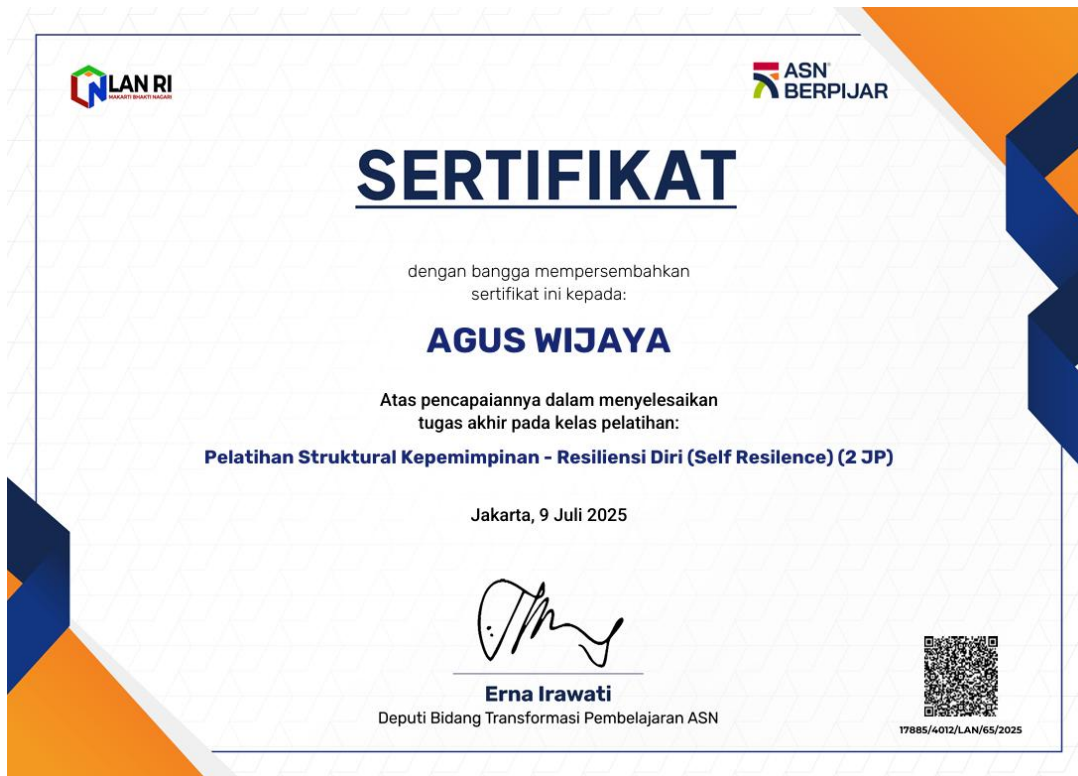 LAN RI
MAKARTI BHAKTI NAGARI
ASN
BERPIJAR
SERTIFIKAT
dengan bangga mempersembahkan
sertifikat ini kepada:
AGUS WIJAYA
Atas pencapaiannya dalam menyelesaikan
tugas akhir pada kelas pelatihan:
Pelatihan Struktural Kepemimpinan - Resiliensi Diri (Self Resilence) (2 JP)
Jakarta, 9 Juli 2025
Erna Irawati
Deputi Bidang Transformasi Pembelajaran ASN
17885/4012/LAN/65/2025